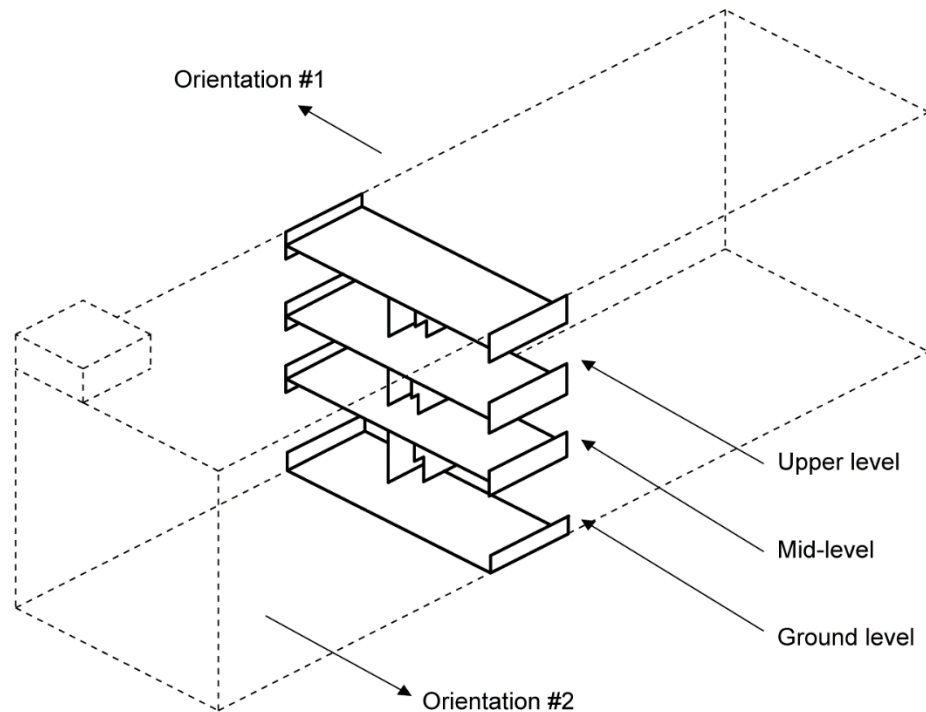 Orientation #1
Upper level
Mid-level
Ground level
Orientation #2